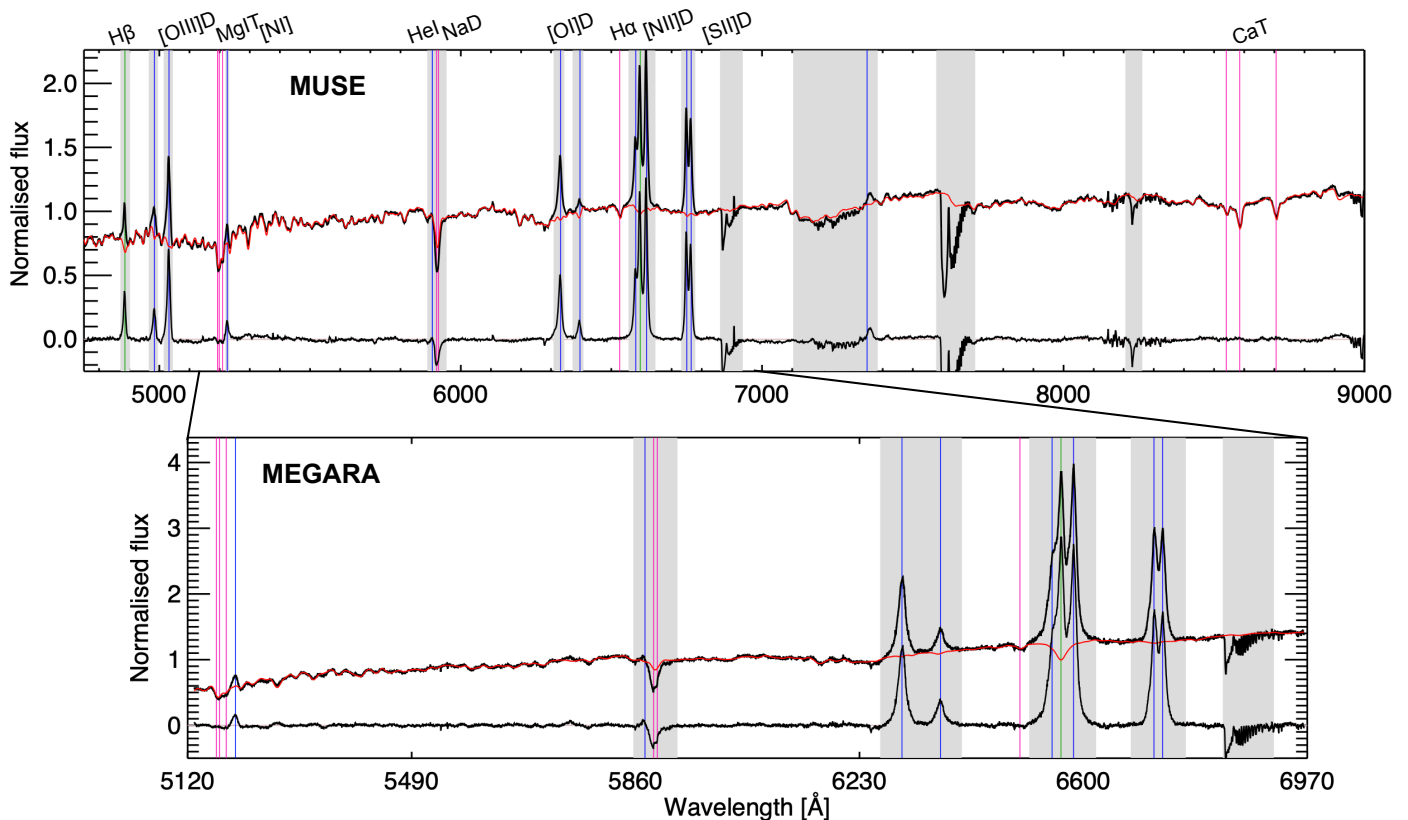 Hβ [OIII]D MgIT [NI] HeI NaD [OI]D Hα [NII]D [SII]D CaT
MUSE
Normalised flux
2.0
1.5
1.0
0.5
0.0
5000 6000 7000 8000 9000
MEGARA
Normalised flux
4
3
2
1
0
5120 5490 5860 6230 6600 6970
Wavelength [Å]